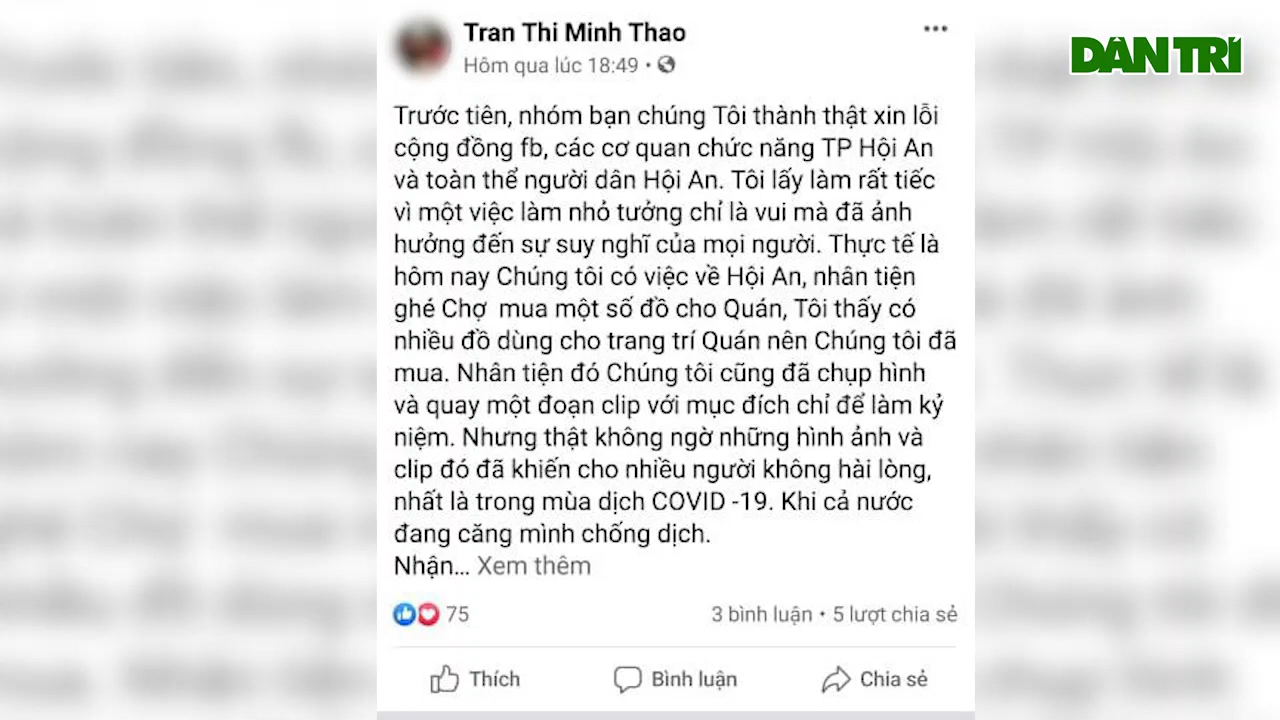 Tran Thi Minh Thao
Hôm qua lúc 18:49
DÂN TRÍ
Trước tiên, nhóm bạn chúng Tôi thành thật xin lỗi
cộng đồng fb, các cơ quan chức năng TP Hội An
và toàn thể người dân Hội An. Tôi lấy làm rất tiếc
vì một việc làm nhỏ tưởng chỉ là vui mà đã ảnh
hưởng đến sự suy nghĩ của mọi người. Thực tế là
hôm nay Chúng tôi có việc về Hội An, nhân tiện
ghé Chợ mua một số đồ cho Quán, Tôi thấy có
nhiều đồ dùng cho trang trí Quán nên Chúng tôi đã
mua. Nhân tiện đó Chúng tôi cũng đã chụp hình
và quay một đoạn clip với mục đích chỉ để làm kỷ
niệm. Nhưng thật không ngờ những hình ảnh và
clip đó đã khiến cho nhiều người không hài lòng,
nhất là trong mùa dịch COVID -19. Khi cả nước
đang căng mình chống dịch.
Nhận... Xem thêm
75
3 bình luận • 5 lượt chia sẻ
Thích
Bình luận
Chia sẻ